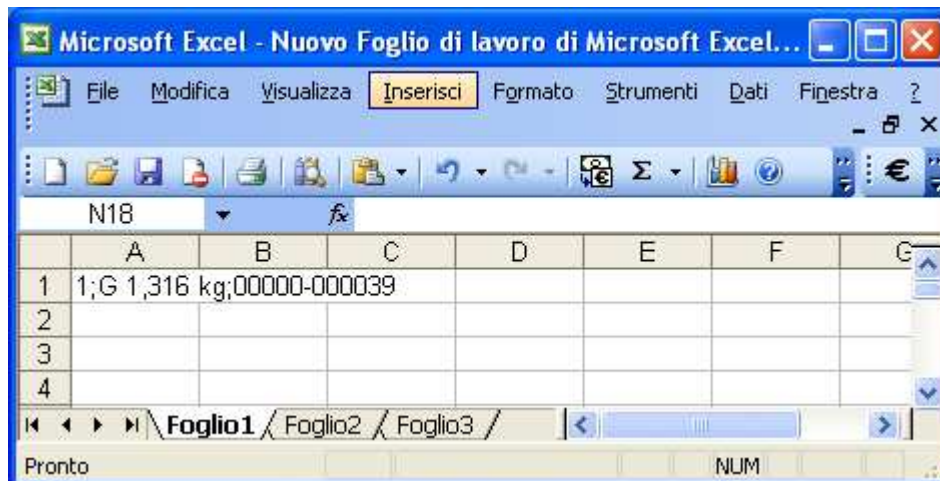 Microsoft Excel - Nuovo Foglio di lavoro di Microsoft Excel...
File Modifica Visualizza Inserisci Formato Strumenti Dati Finestra ?
Σ €
N18 fx
A B C D E F G
1 1;G 1,316 kg;00000-000039
2
3
4
Foglio1 / Foglio2 / Foglio3 /
Pronto NUM